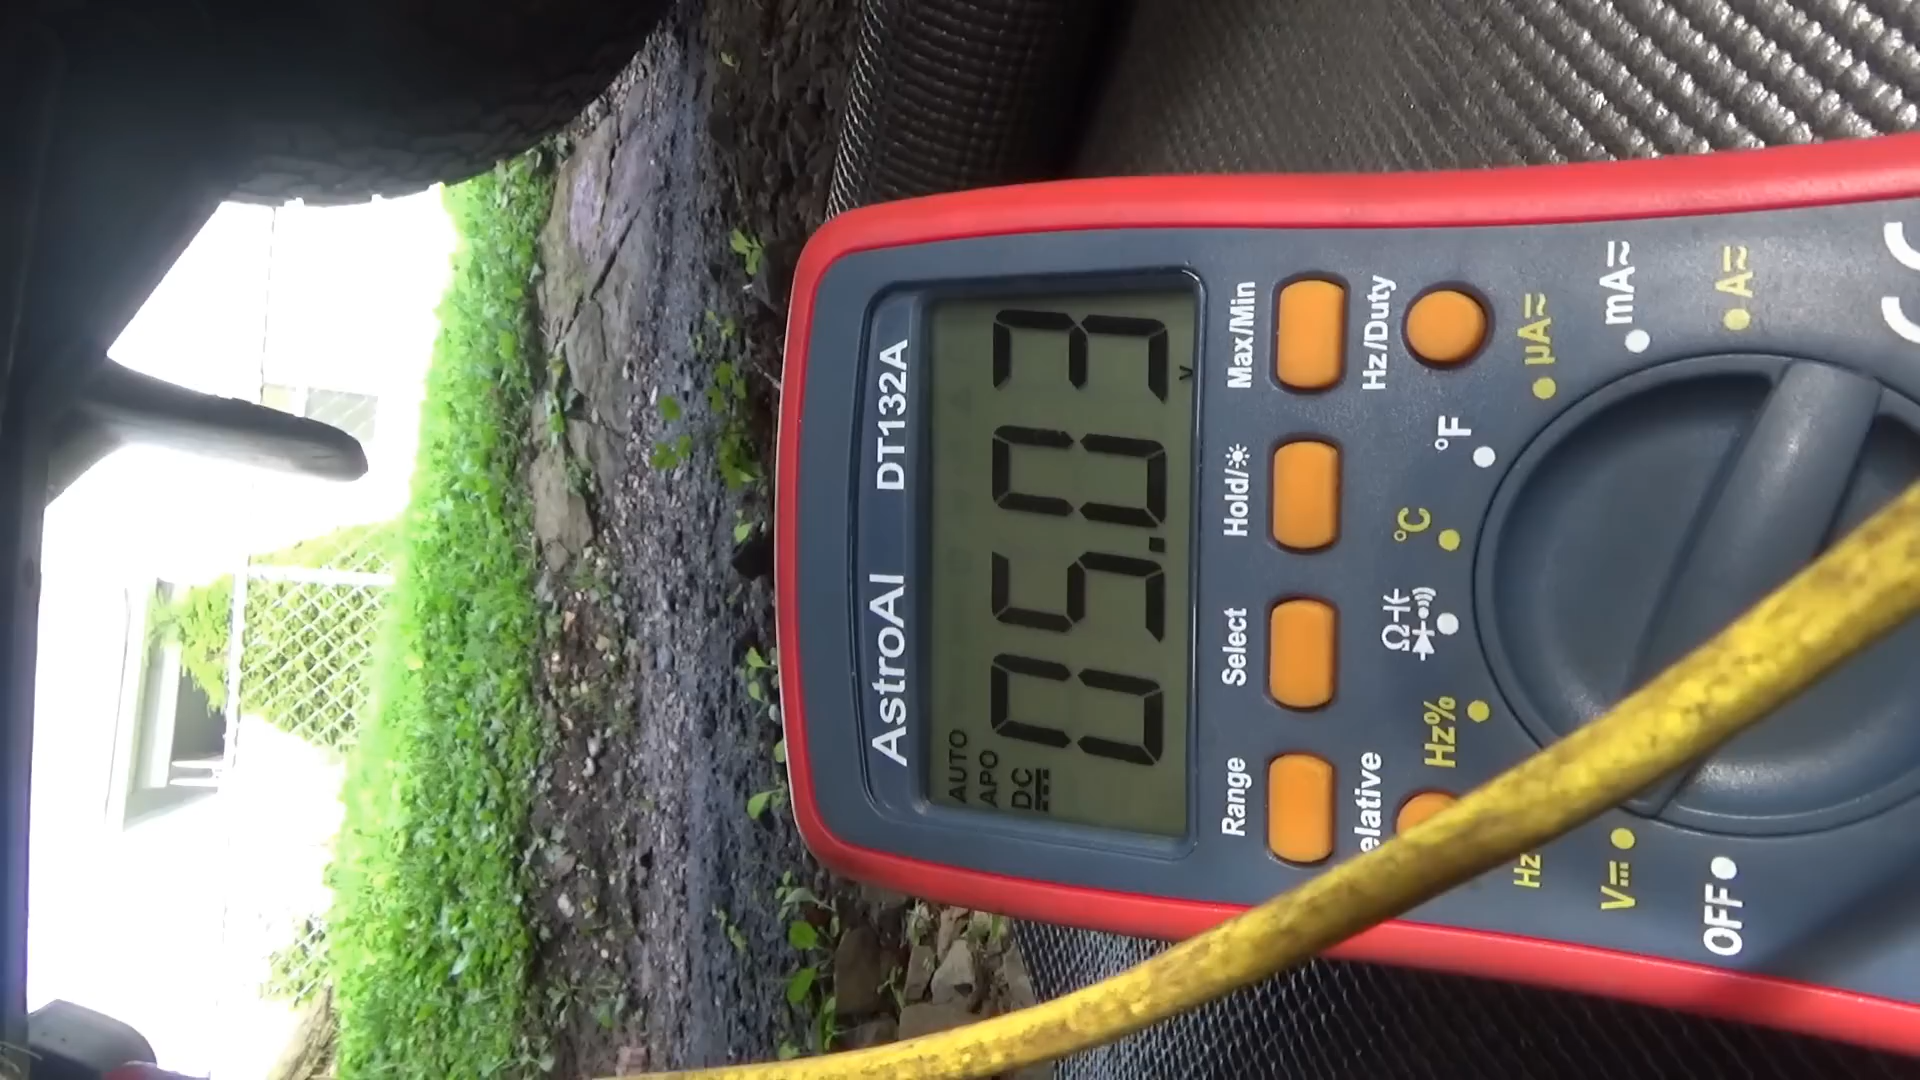 AstroAI DT132A
AUTO
APO
DC
05.03
V
Range Select Hold/☀ Max/Min
elative Hz/Duty
OFF
V⎓
Hz
Hz%
Ω
°C
°F
µA≂
mA≂
A≂